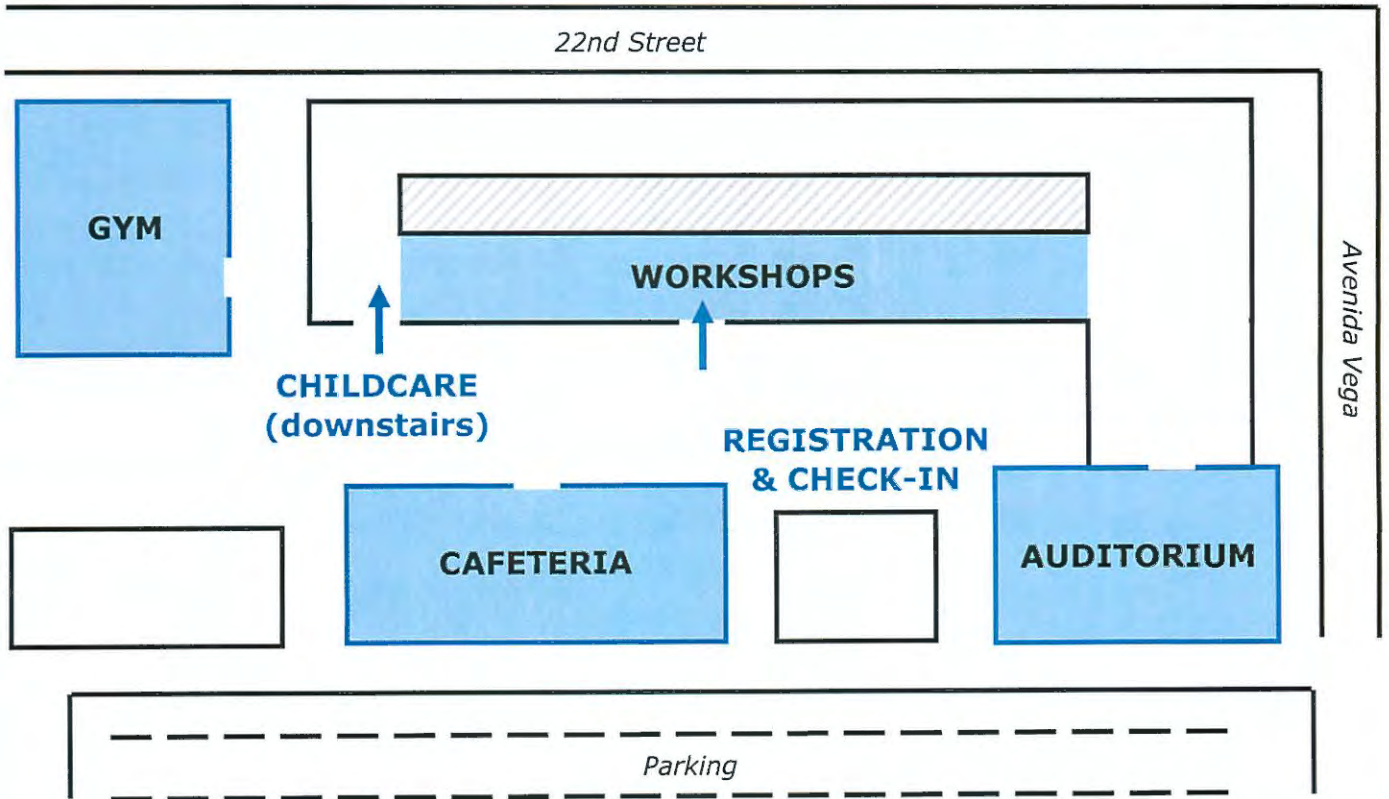 22nd Street
GYM
WORKSHOPS
Avenida Vega
CHILDCARE
(downstairs)
REGISTRATION
& CHECK-IN
CAFETERIA
AUDITORIUM
Parking